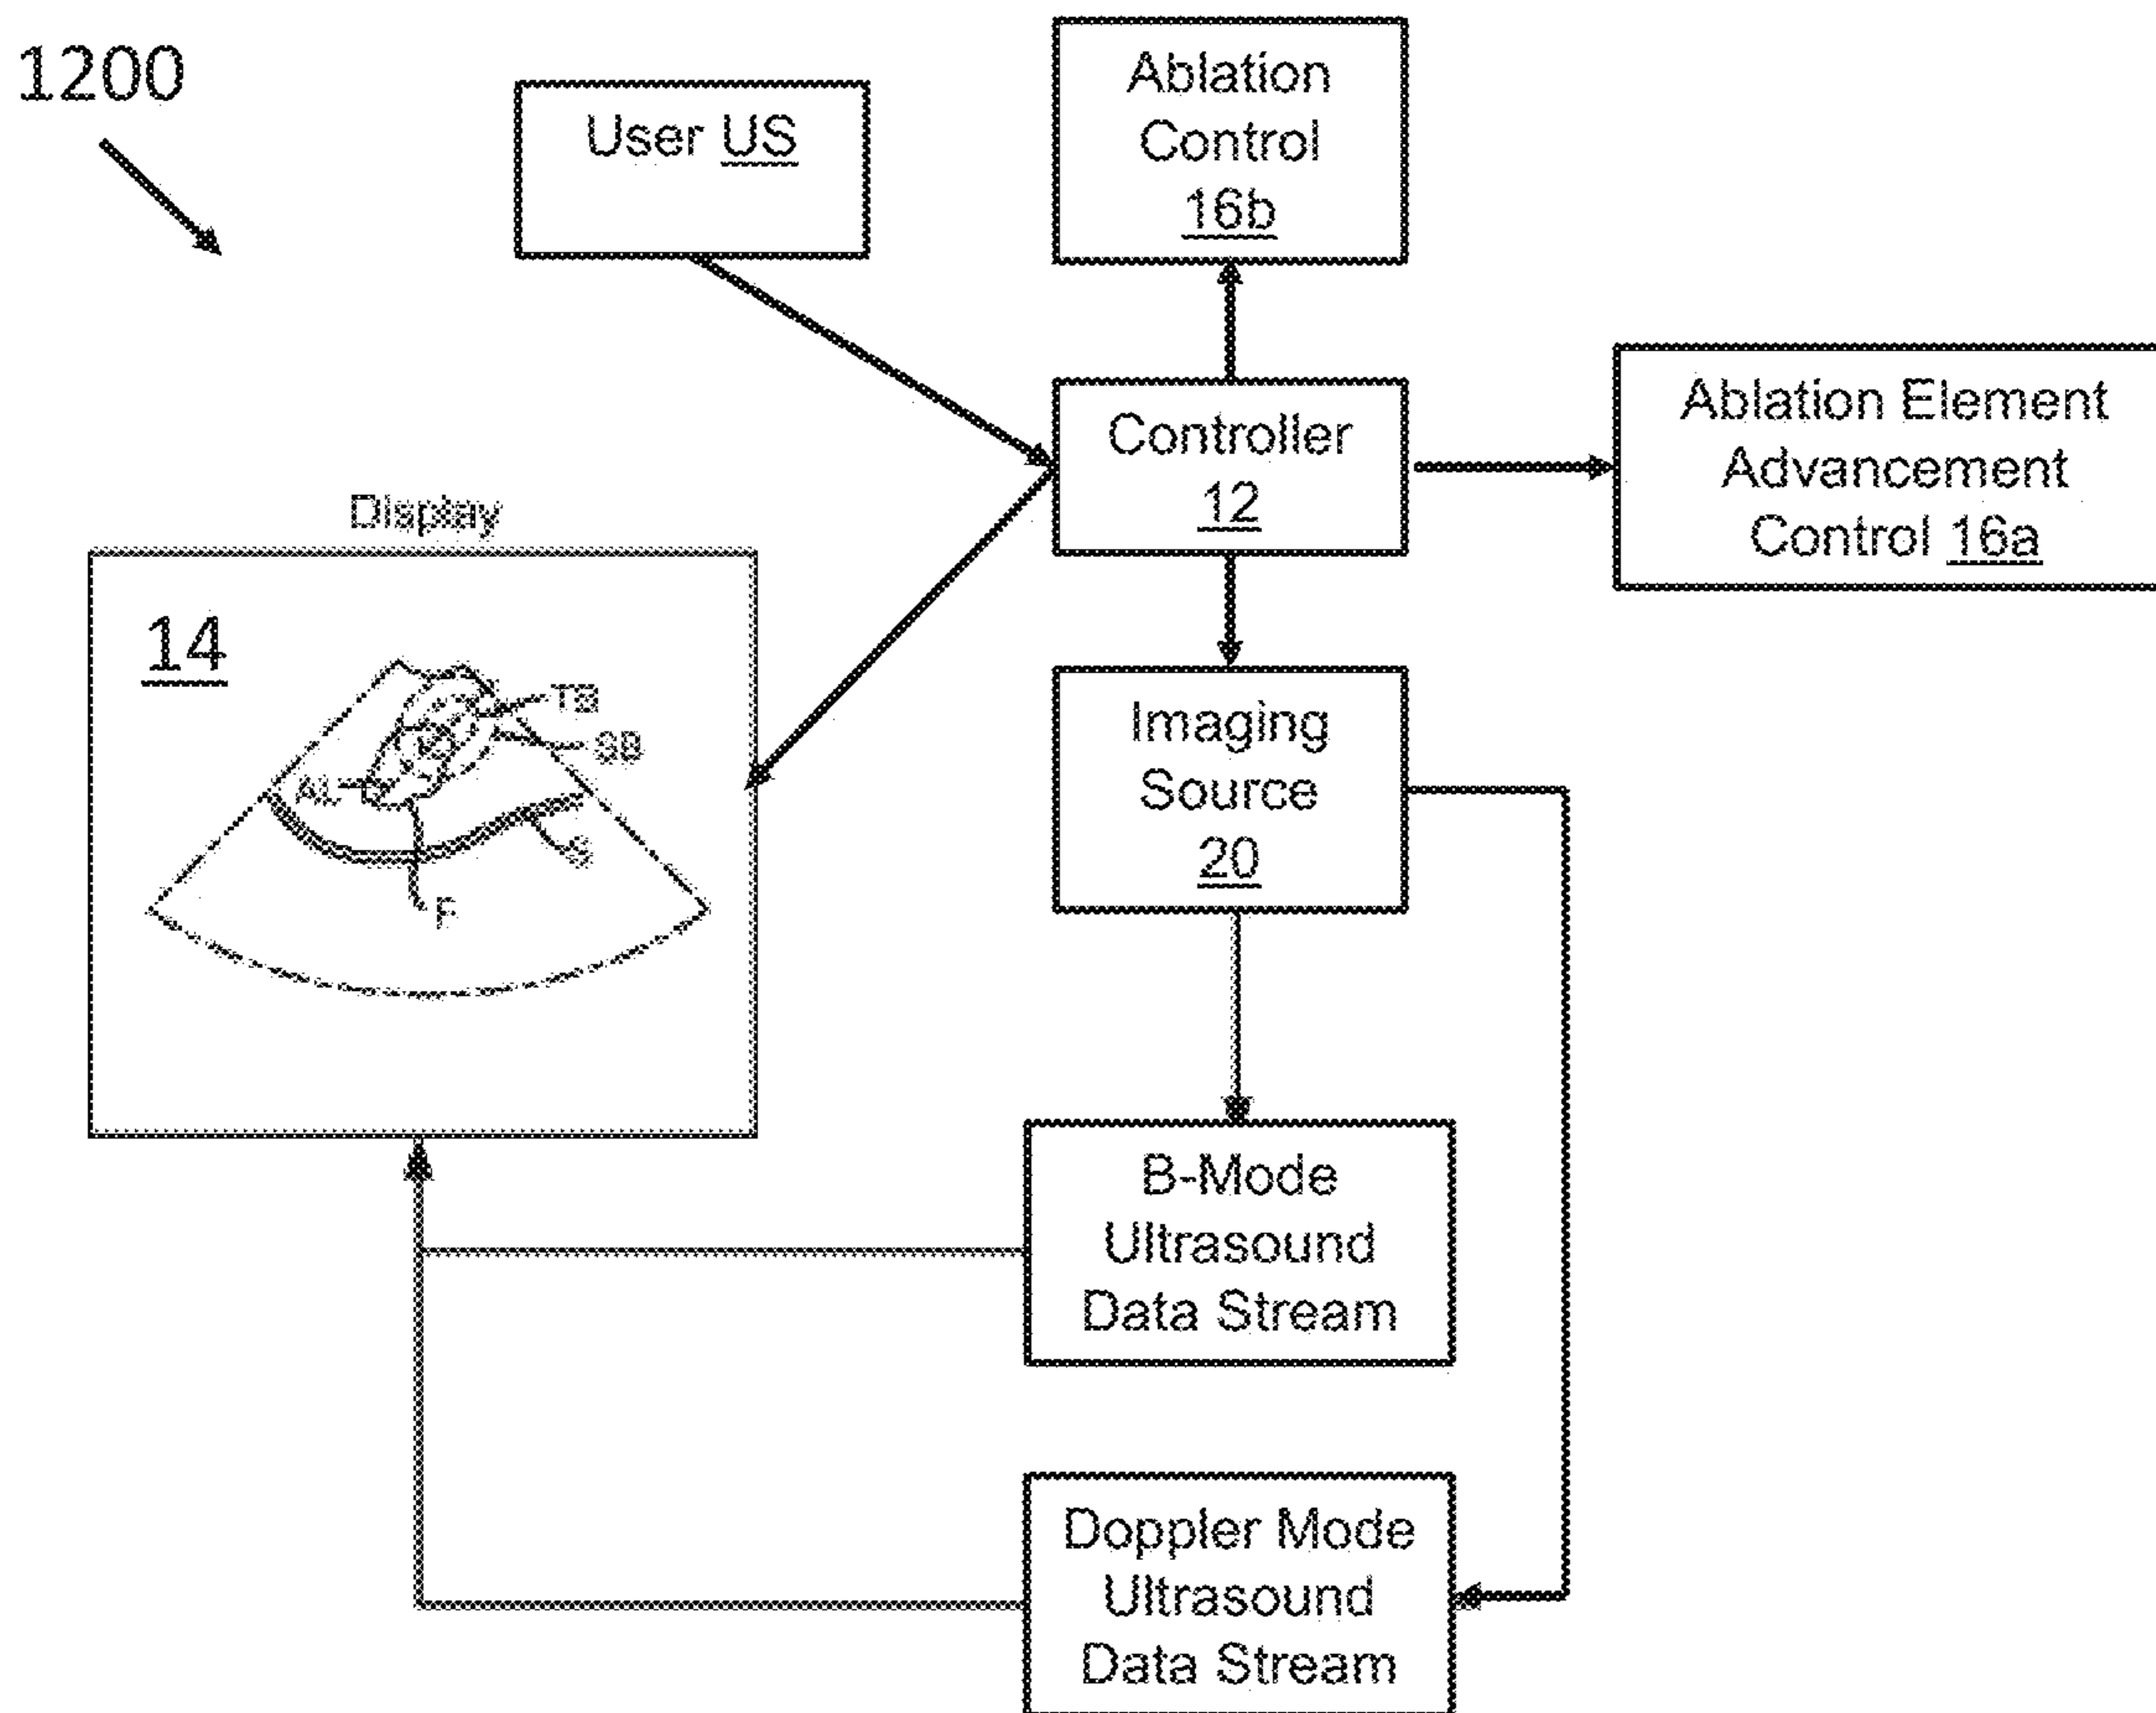 1200
User US
Ablation
Control
16b
Controller
12
Ablation Element
Advancement
Control 16a
Display
14
TB
SB
AL
S
F
Imaging
Source
20
B-Mode
Ultrasound
Data Stream
Doppler Mode
Ultrasound
Data Stream